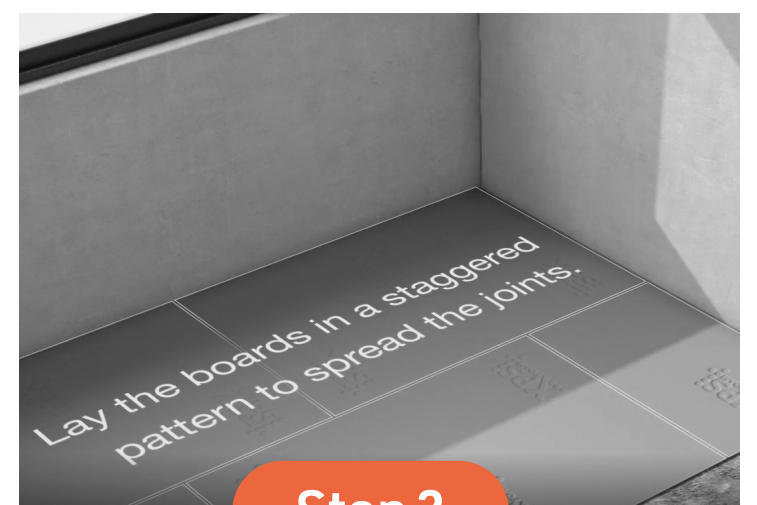 Lay the boards in a staggered
pattern to spread the joints.